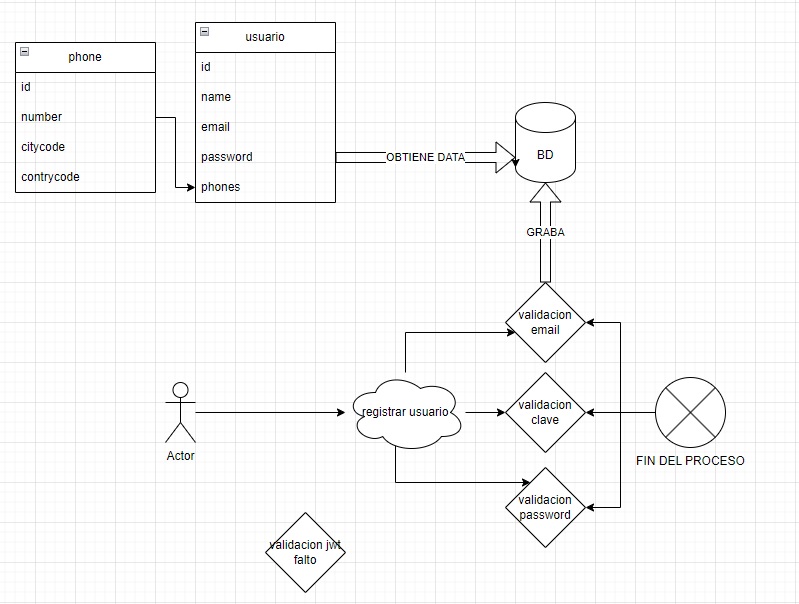 phone
id
number
citycode
contrycode
usuario
id
name
email
password
phones
OBTIENE DATA
BD
GRABA
validacion
email
Actor
registrar usuario
validacion
clave
validacion
password
FIN DEL PROCESO
validacion jwt
falto